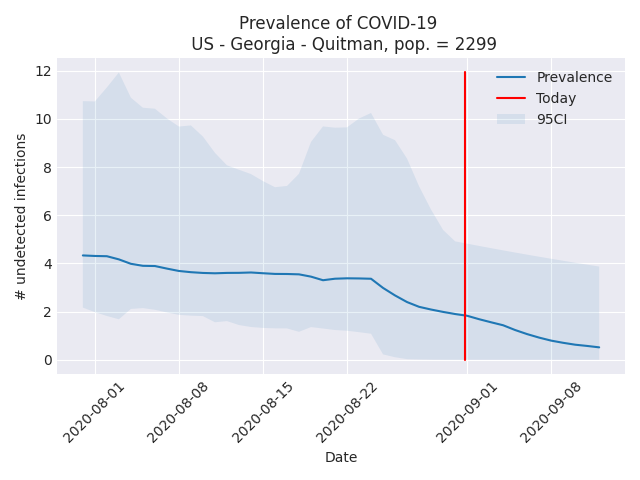 Prevalence of COVID-19
US - Georgia - Quitman, pop. = 2299
12
10
8
6
4
2
0
# undetected infections
Prevalence
Today
95CI
2020-08-01
2020-08-08
2020-08-15
2020-08-22
2020-09-01
2020-09-08
Date